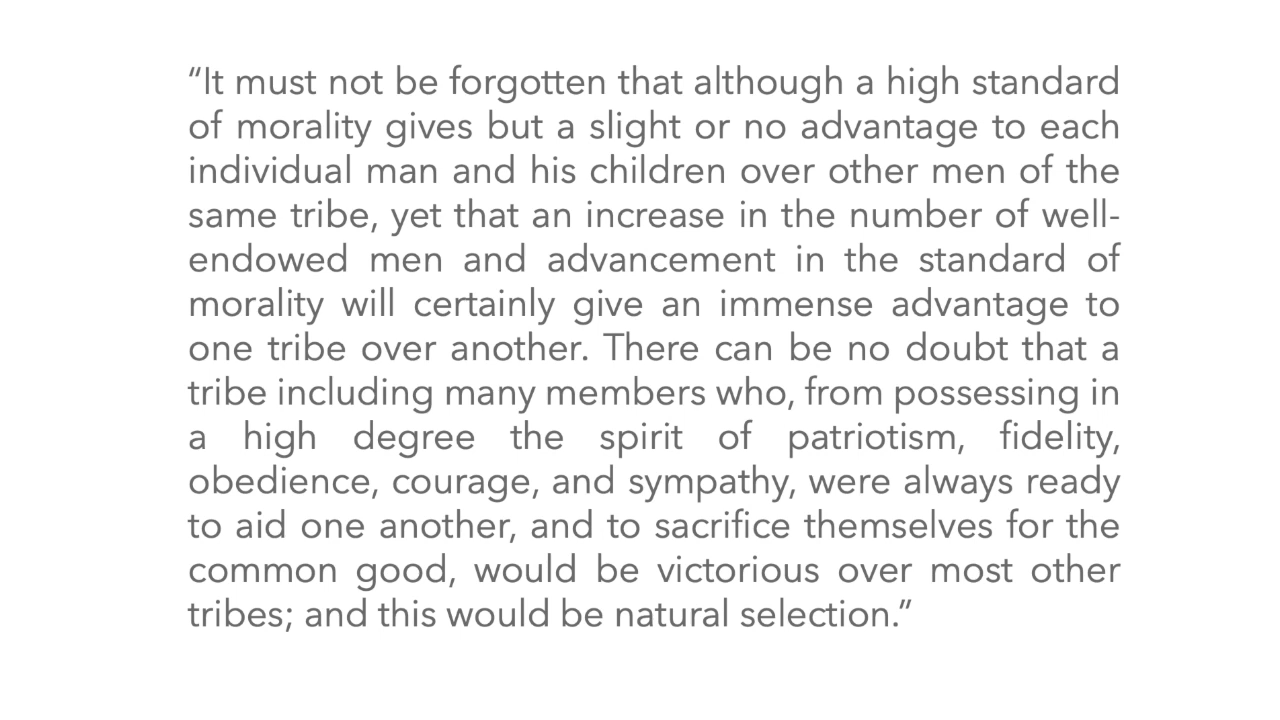 “It must not be forgotten that although a high standard
of morality gives but a slight or no advantage to each
individual man and his children over other men of the
same tribe, yet that an increase in the number of well-
endowed men and advancement in the standard of
morality will certainly give an immense advantage to
one tribe over another. There can be no doubt that a
tribe including many members who, from possessing in
a high degree the spirit of patriotism, fidelity,
obedience, courage, and sympathy, were always ready
to aid one another, and to sacrifice themselves for the
common good, would be victorious over most other
tribes; and this would be natural selection.”